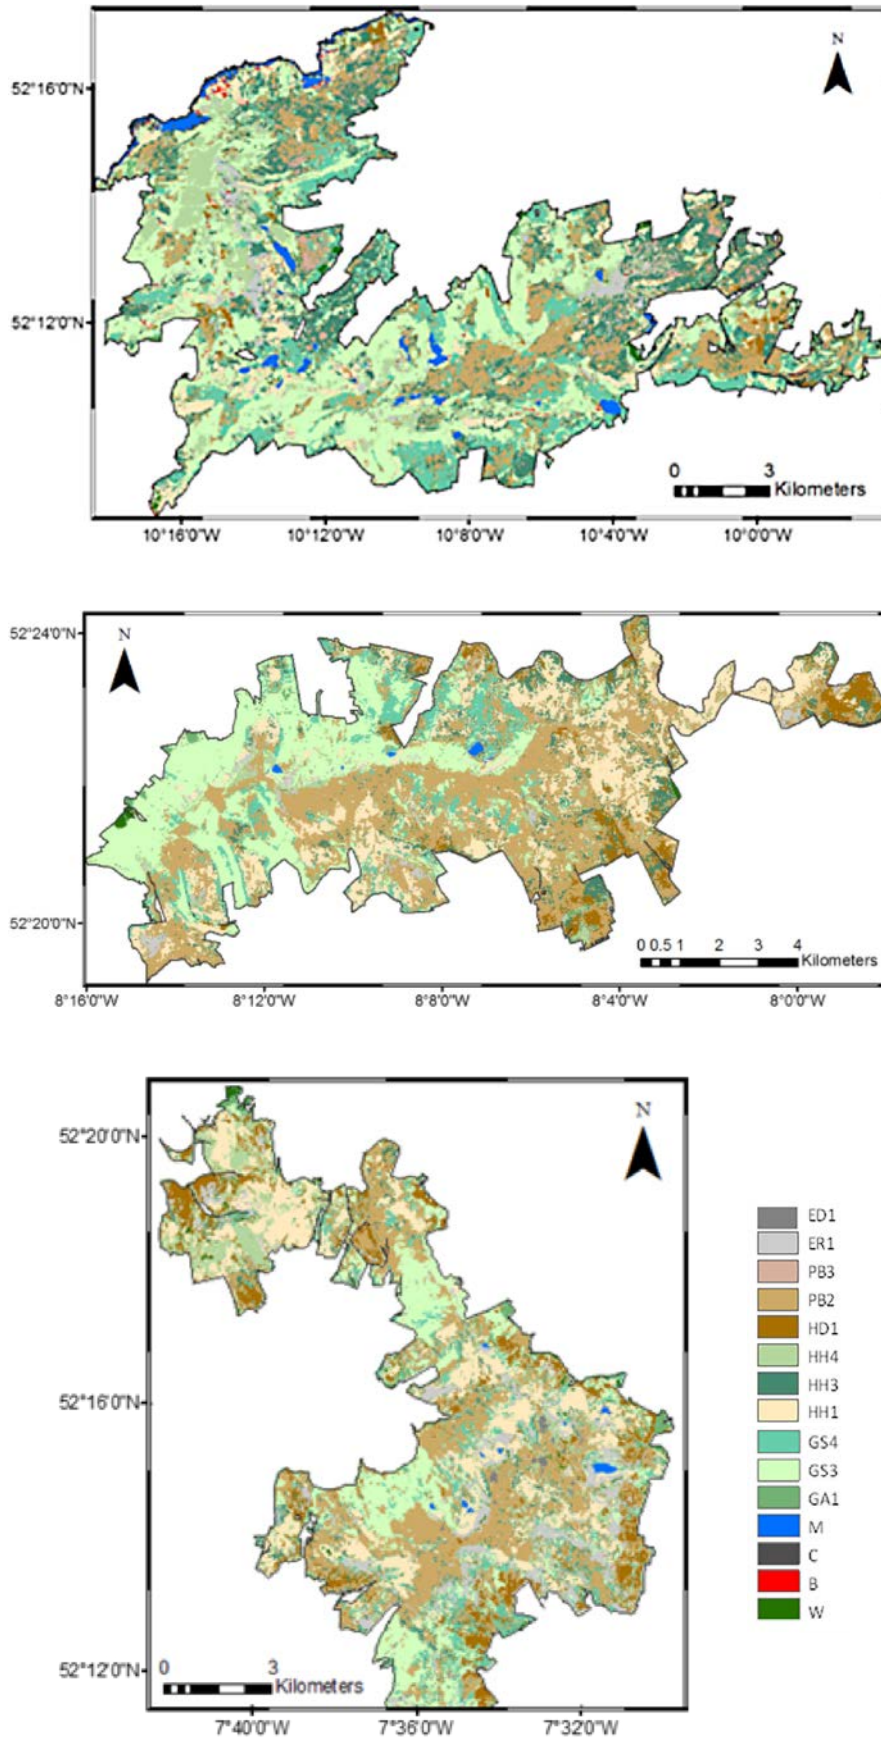 N
52°16'0"N
52°12'0"N
0 3
Kilometers
10°16'0"W 10°12'0"W 10°8'0"W 10°4'0"W 10°0'0"W
52°24'0"N
N
52°20'0"N
0 0.5 1 2 3 4
Kilometers
8°16'0"W 8°12'0"W 8°8'0"W 8°4'0"W 8°0'0"W
N
52°20'0"N
52°16'0"N
52°12'0"N
0 3
Kilometers
7°40'0"W 7°36'0"W 7°32'0"W
ED1
ER1
PB3
PB2
HD1
HH4
HH3
HH1
GS4
GS3
GA1
M
C
B
W